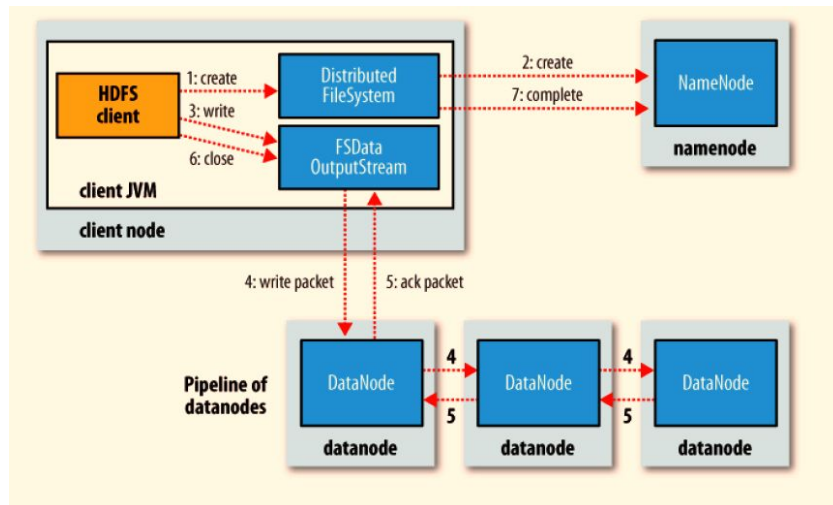 1: create
2: create
Distributed
FileSystem
HDFS
client
3: write
7: complete
NameNode
FSData
OutputStream
6: close
namenode
client JVM
client node
4: write packet
5: ack packet
Pipeline of
datanodes
DataNode
4
DataNode
4
DataNode
5
5
datanode
datanode
datanode